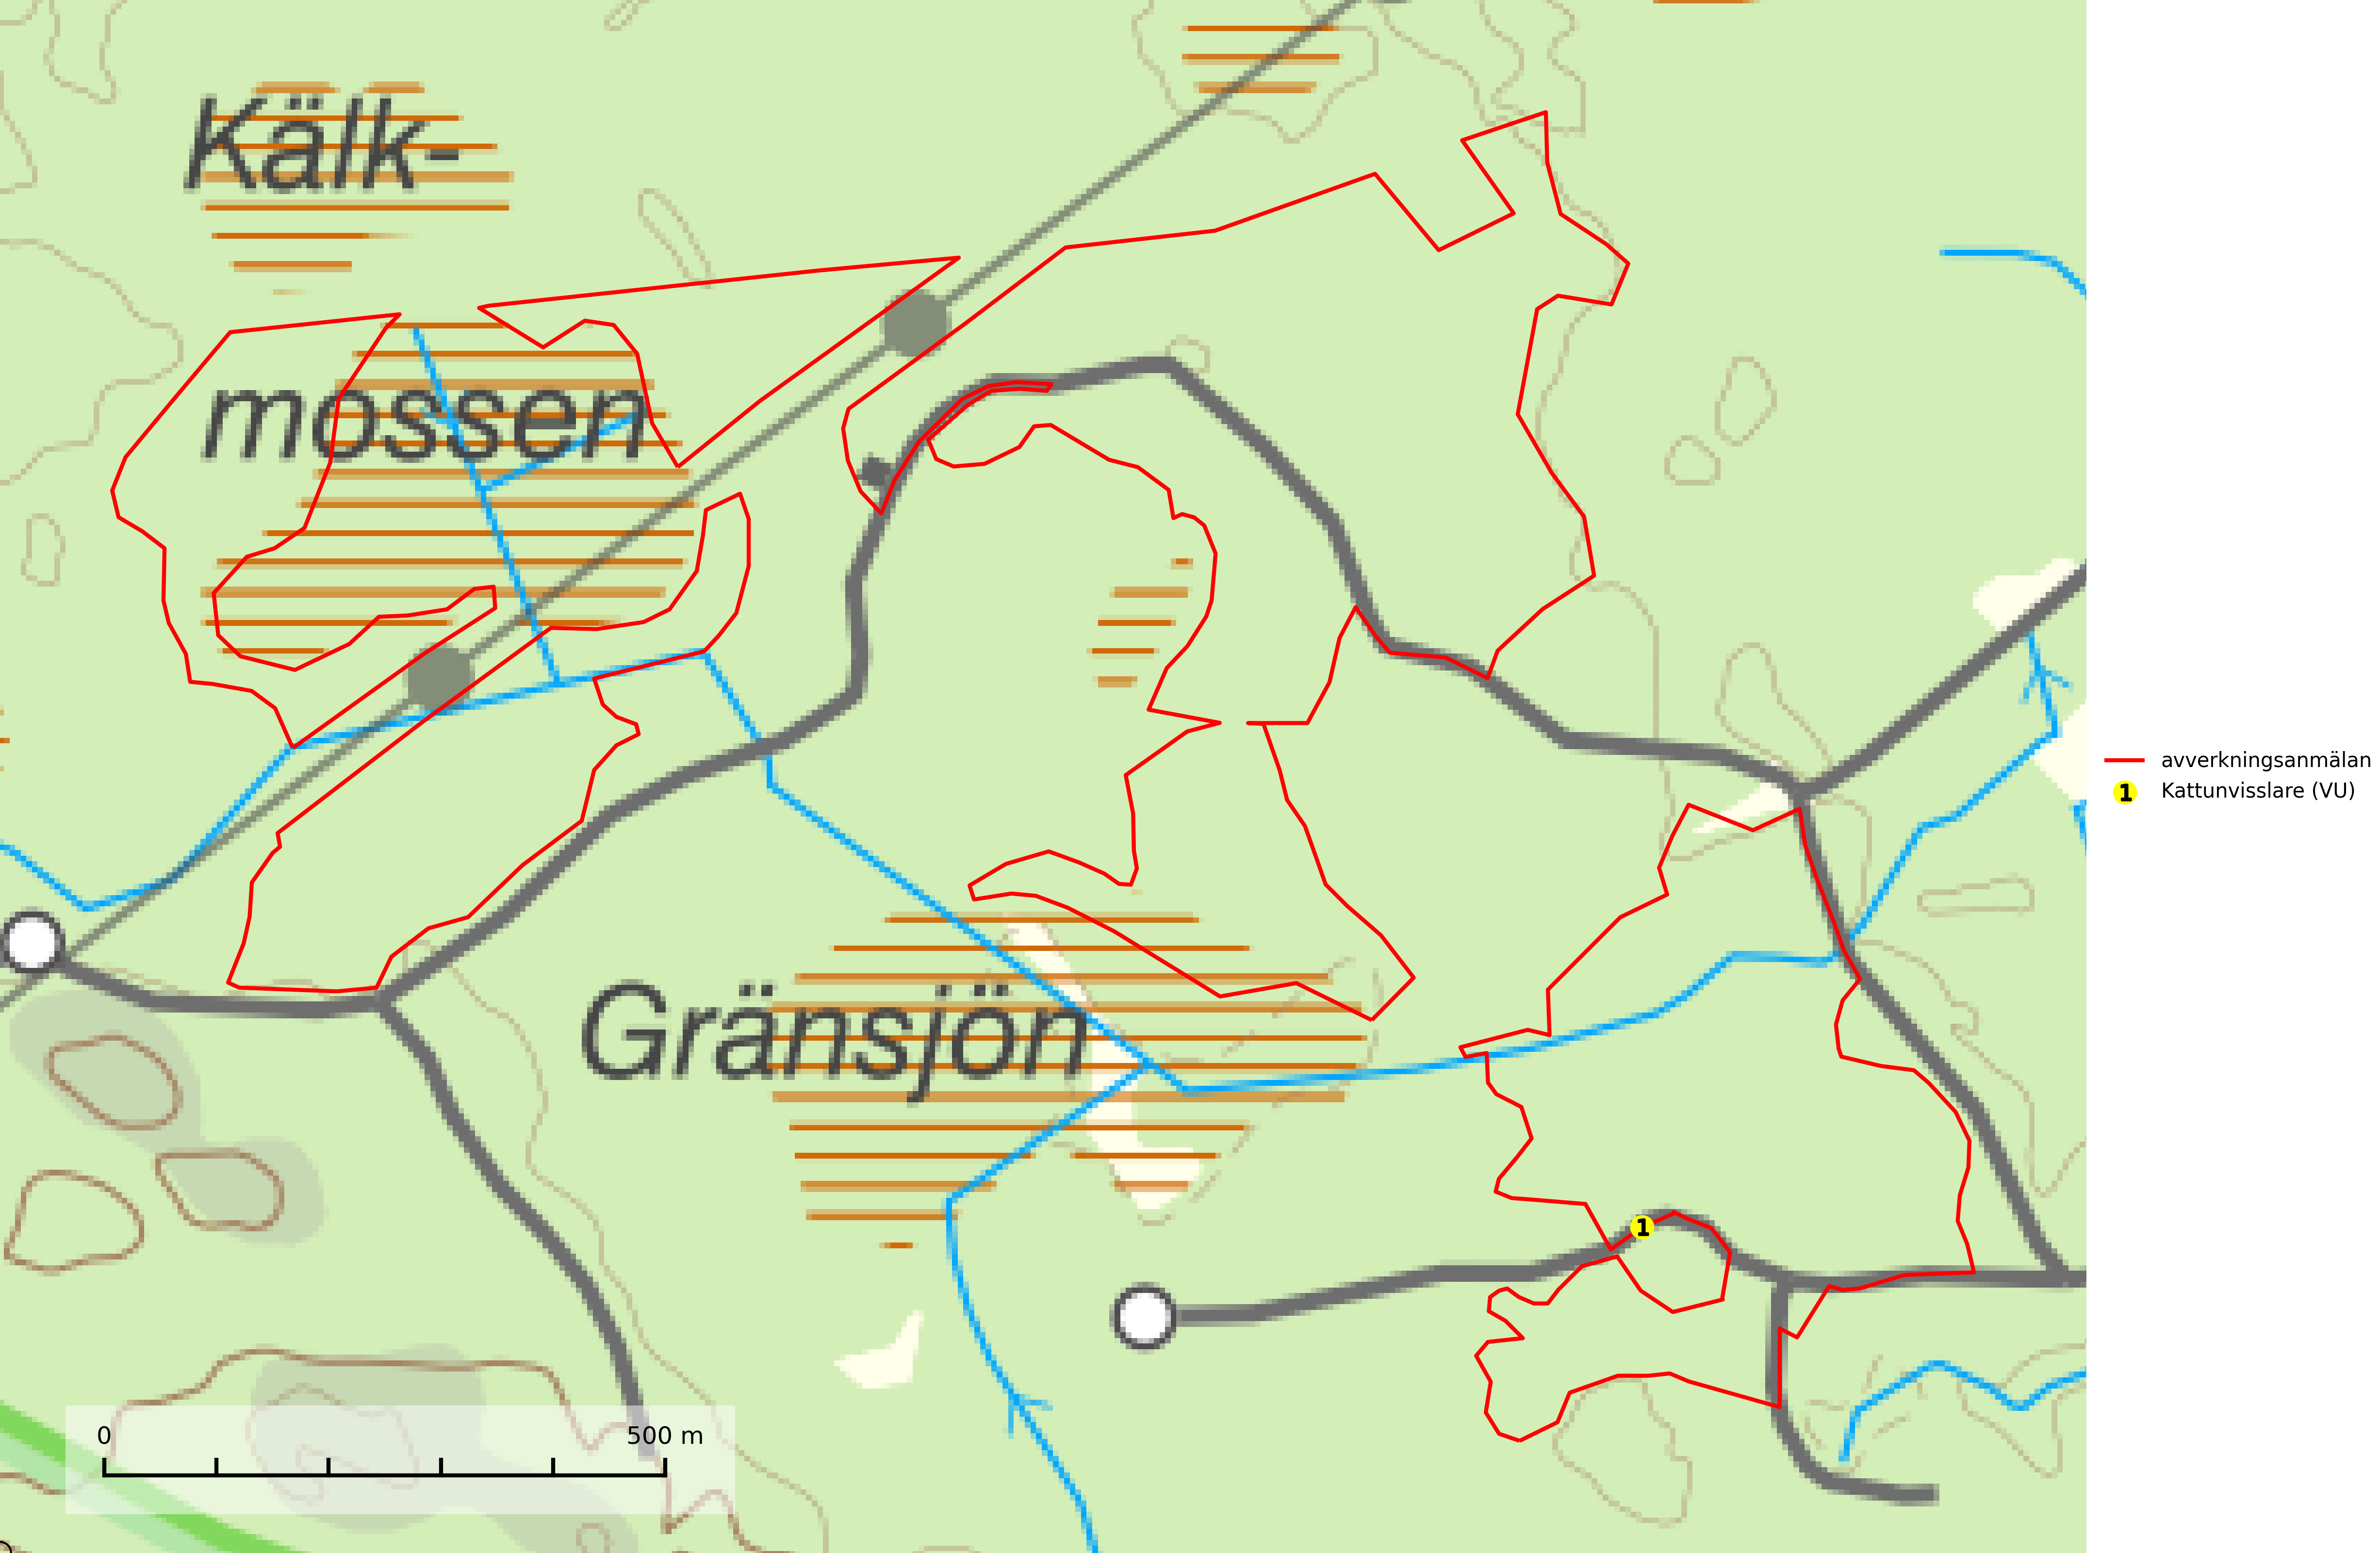 Kälk-
mossen
Gränsjön
1
0 500 m
avverkningsanmälan
1 Kattunvisslare (VU)